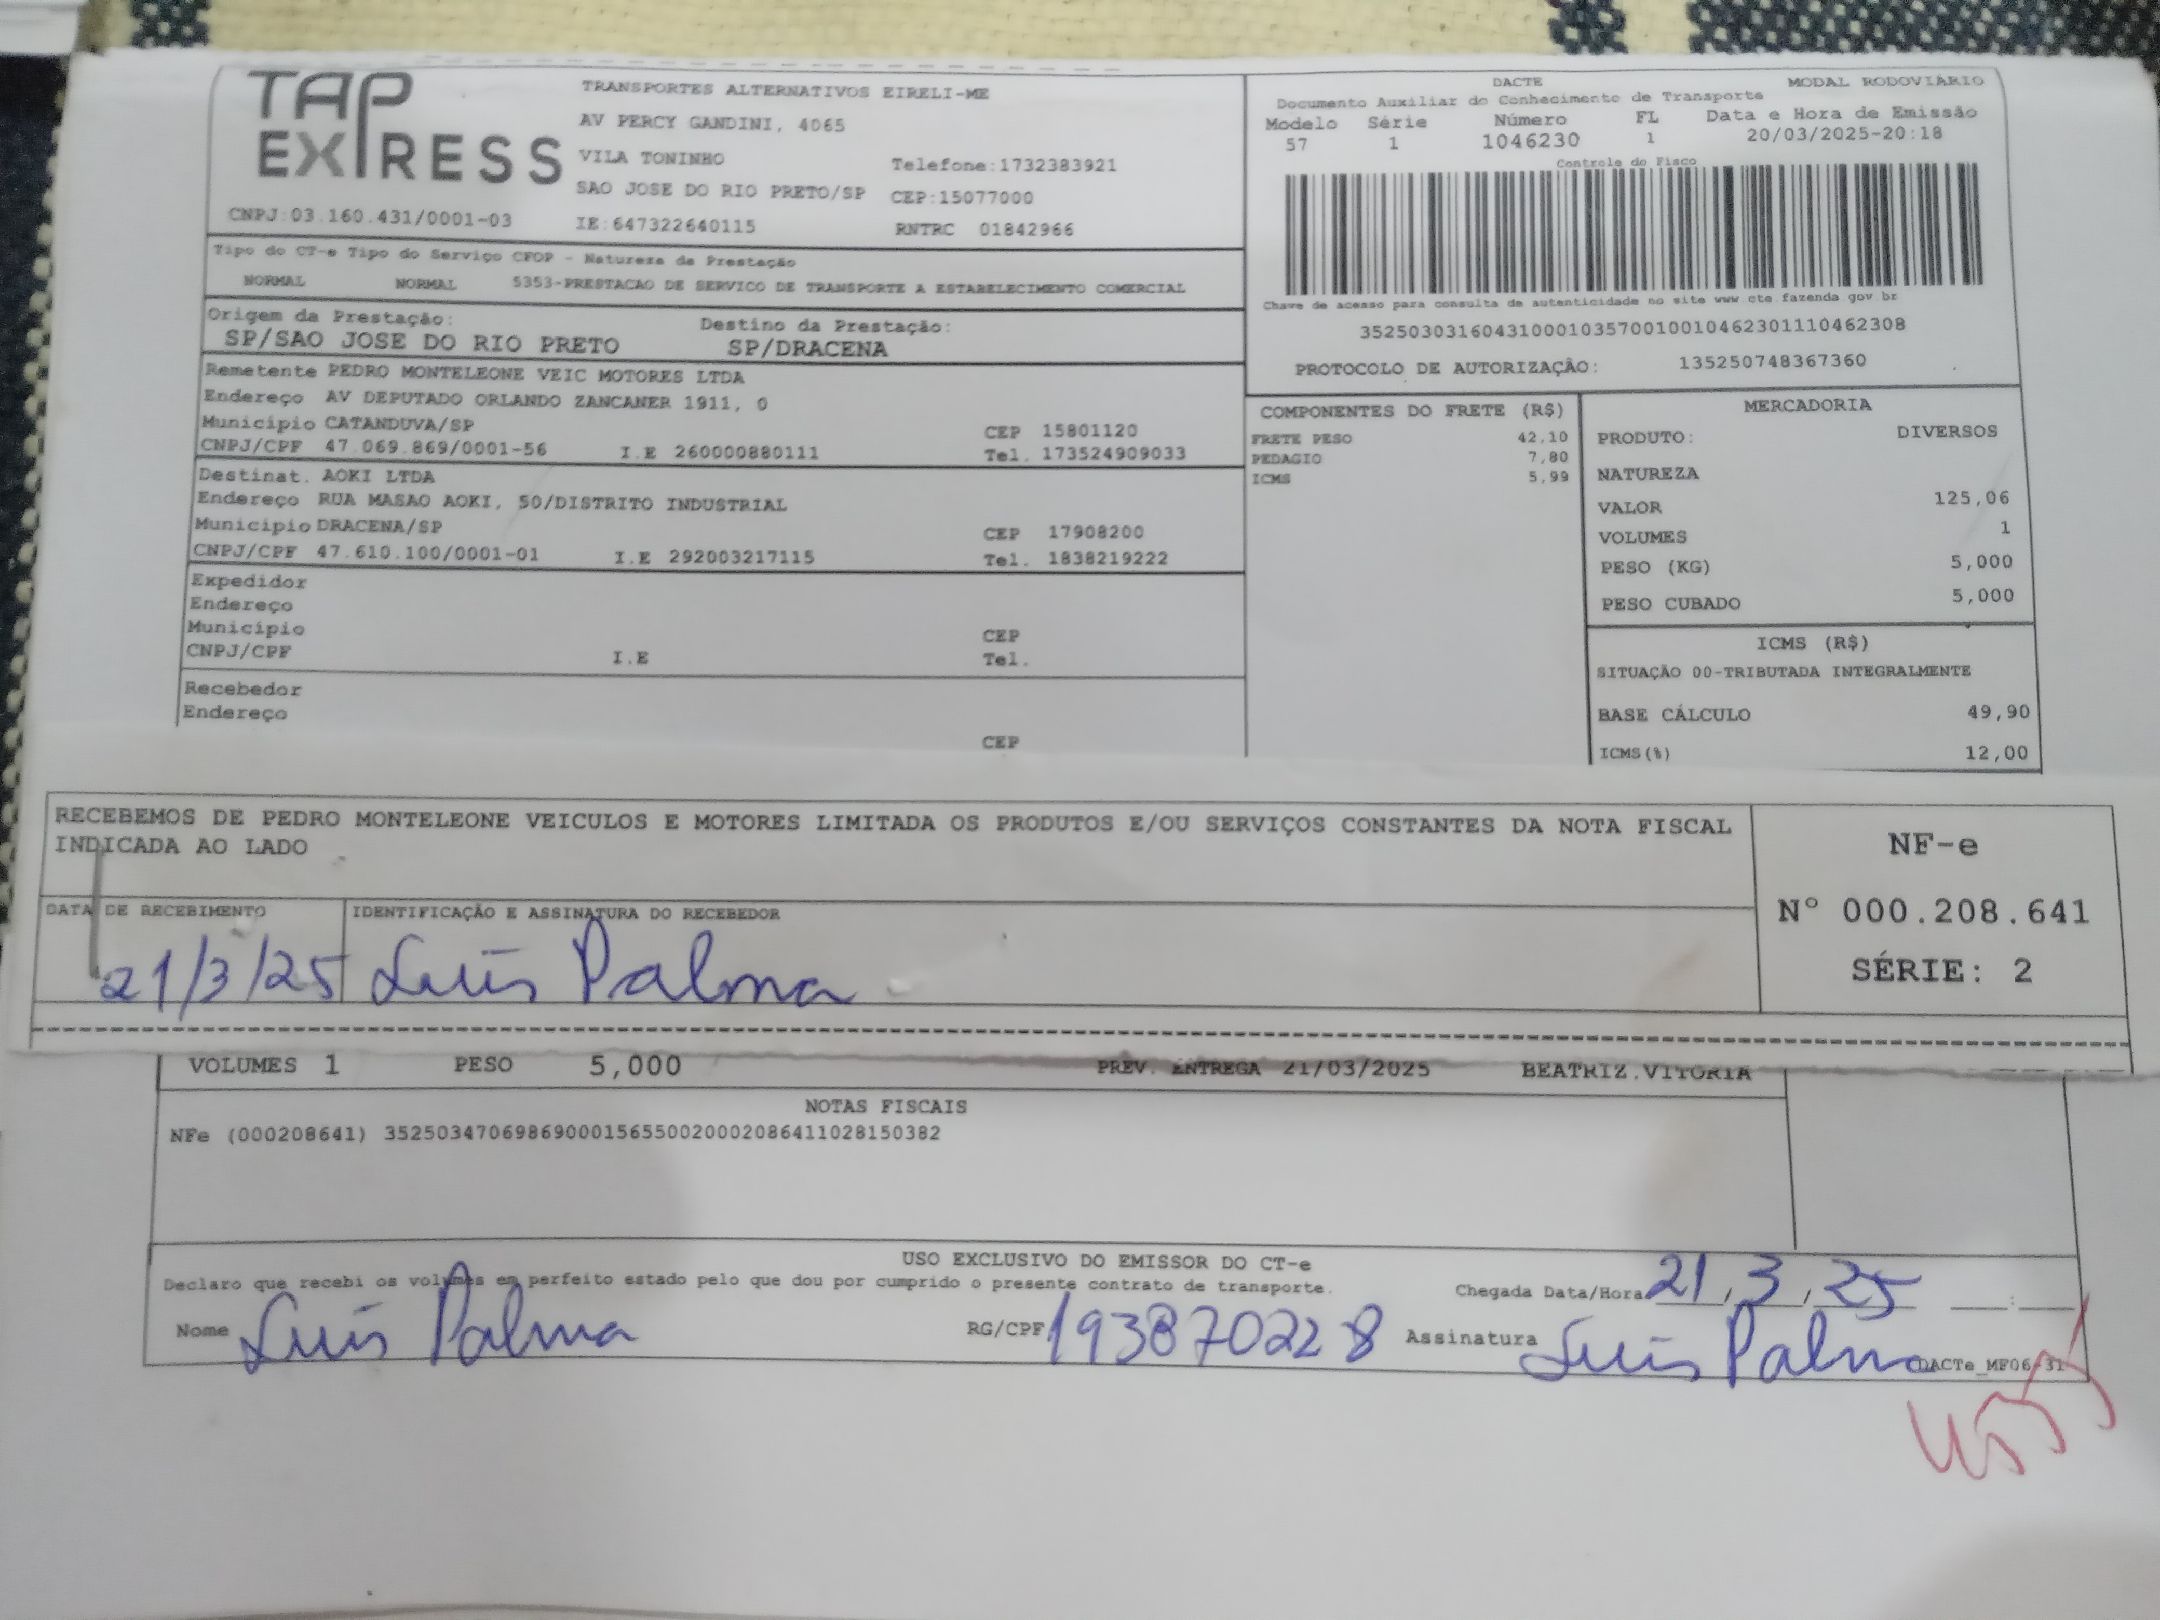 TAP EXPRESS
TRANSPORTES ALTERNATIVOS EIRELI-ME
AV PERCY GANDINI, 4065
VILA TONINHO Telefone:1732383921
SAO JOSE DO RIO PRETO/SP CEP:15077000
CNPJ:03.160.431/0001-03 IE:647322640115 RNTRC 01842966
DACTE MODAL RODOVIÁRIO
Documento Auxiliar do Conhecimento de Transporte
Modelo Série Número FL Data e Hora de Emissão
57 1 1046230 1 20/03/2025-20:18
Controle do Fisco
Chave de acesso para consulta de autenticidade no site www.cte.fazenda.gov.br
35250303160431000103570010010462301110462308
PROTOCOLO DE AUTORIZAÇÃO: 135250748367360
Tipo do CT-e Tipo do Serviço CFOP - Natureza da Prestação
NORMAL NORMAL 5353-PRESTACAO DE SERVICO DE TRANSPORTE A ESTABELECIMENTO COMERCIAL
Origem da Prestação: Destino da Prestação:
SP/SAO JOSE DO RIO PRETO SP/DRACENA
Remetente PEDRO MONTELEONE VEIC MOTORES LTDA
Endereço AV DEPUTADO ORLANDO ZANCANER 1911, 0
Município CATANDUVA/SP CEP 15801120
CNPJ/CPF 47.069.869/0001-56 I.E 260000880111 Tel. 173524909033
Destinat. AOKI LTDA
Endereço RUA MASAO AOKI, 50/DISTRITO INDUSTRIAL
Município DRACENA/SP CEP 17908200
CNPJ/CPF 47.610.100/0001-01 I.E 292003217115 Tel. 1838219222
Expedidor
Endereço
Município CEP
CNPJ/CPF I.E Tel.
Recebedor
Endereço
CEP
COMPONENTES DO FRETE (R$)
FRETE PESO 42,10
PEDAGIO 7,80
ICMS 5,99
MERCADORIA
PRODUTO: DIVERSOS
NATUREZA
VALOR 125,06
VOLUMES 1
PESO (KG) 5,000
PESO CUBADO 5,000
ICMS (R$)
SITUAÇÃO 00-TRIBUTADA INTEGRALMENTE
BASE CÁLCULO 49,90
ICMS(%) 12,00
RECEBEMOS DE PEDRO MONTELEONE VEICULOS E MOTORES LIMITADA OS PRODUTOS E/OU SERVIÇOS CONSTANTES DA NOTA FISCAL
INDICADA AO LADO
DATA DE RECEBIMENTO IDENTIFICAÇÃO E ASSINATURA DO RECEBEDOR
21/3/25 Luis Palma
NF-e
Nº 000.208.641
SÉRIE: 2
VOLUMES 1 PESO 5,000 PREV. ENTREGA 21/03/2025 BEATRIZ.VITORIA
NOTAS FISCAIS
NFe (000208641) 35250347069869000156550020002086411028150382
USO EXCLUSIVO DO EMISSOR DO CT-e
Declaro que recebi os volumes em perfeito estado pelo que dou por cumprido o presente contrato de transporte. Chegada Data/Hora 21/3/25 __:__
Nome Luis Palma RG/CPF 193870228 Assinatura Luis Palma
DACTe_MF06-31